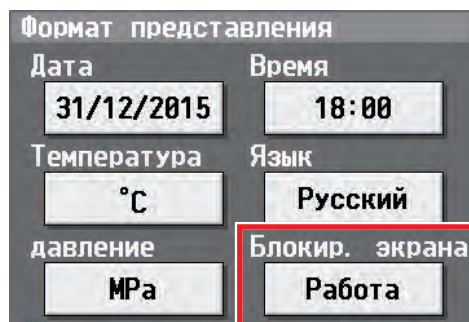 Формат представления
Дата Время
31/12/2015 18:00
Температура Язык
°C Русский
давление Блокир. экрана
MPa Работа